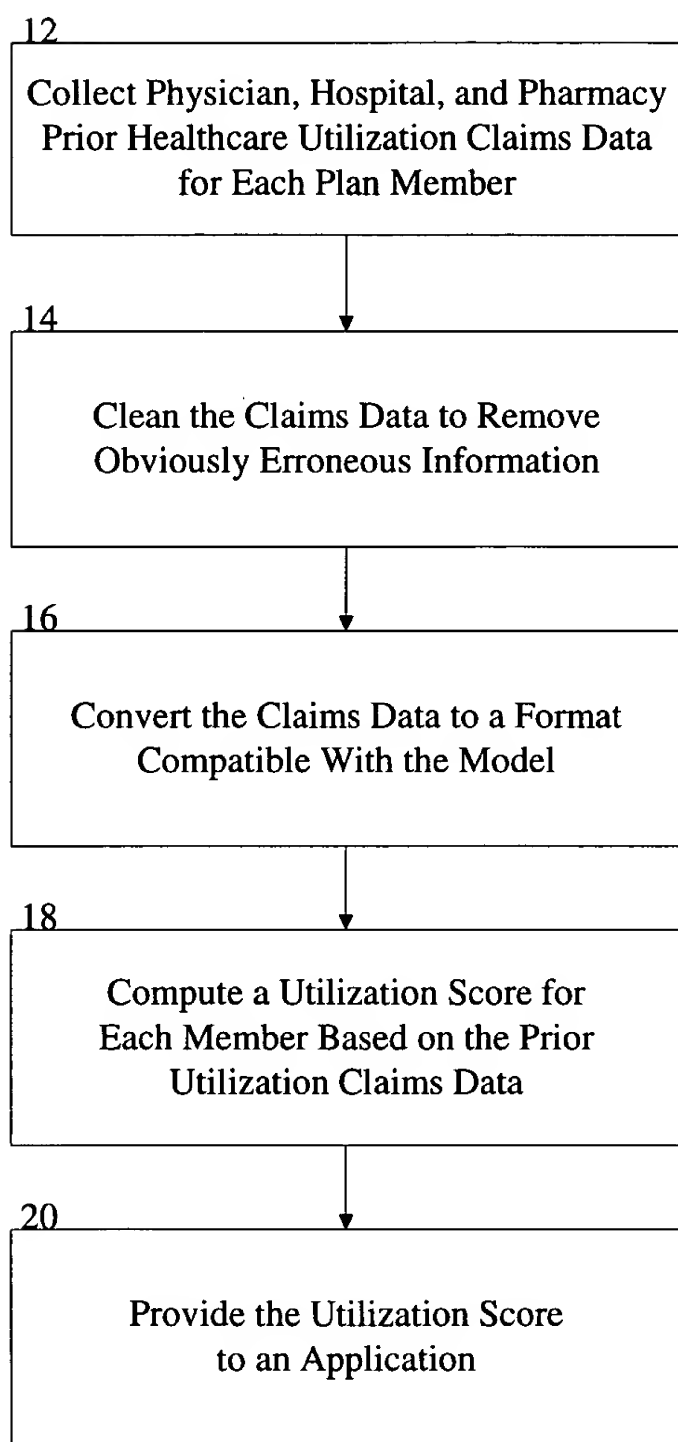 12
Collect Physician, Hospital, and Pharmacy
Prior Healthcare Utilization Claims Data
for Each Plan Member
14
Clean the Claims Data to Remove
Obviously Erroneous Information
16
Convert the Claims Data to a Format
Compatible With the Model
18
Compute a Utilization Score for
Each Member Based on the Prior
Utilization Claims Data
20
Provide the Utilization Score
to an Application